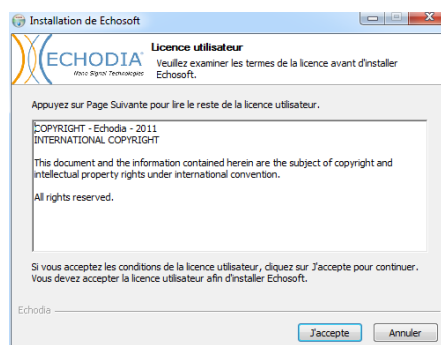 Installation de Echosoft
ECHODIA
Nano Signal Technologies
Licence utilisateur
Veuillez examiner les termes de la licence avant d'installer
Echosoft.
Appuyez sur Page Suivante pour lire le reste de la licence utilisateur.
COPYRIGHT - Echodia - 2011
INTERNATIONAL COPYRIGHT
This document and the information contained herein are the subject of copyright and
intellectual property rights under international convention.
All rights reserved.
Si vous acceptez les conditions de la licence utilisateur, cliquez sur J'accepte pour continuer.
Vous devez accepter la licence utilisateur afin d'installer Echosoft.
Echodia
J'accepte
Annuler